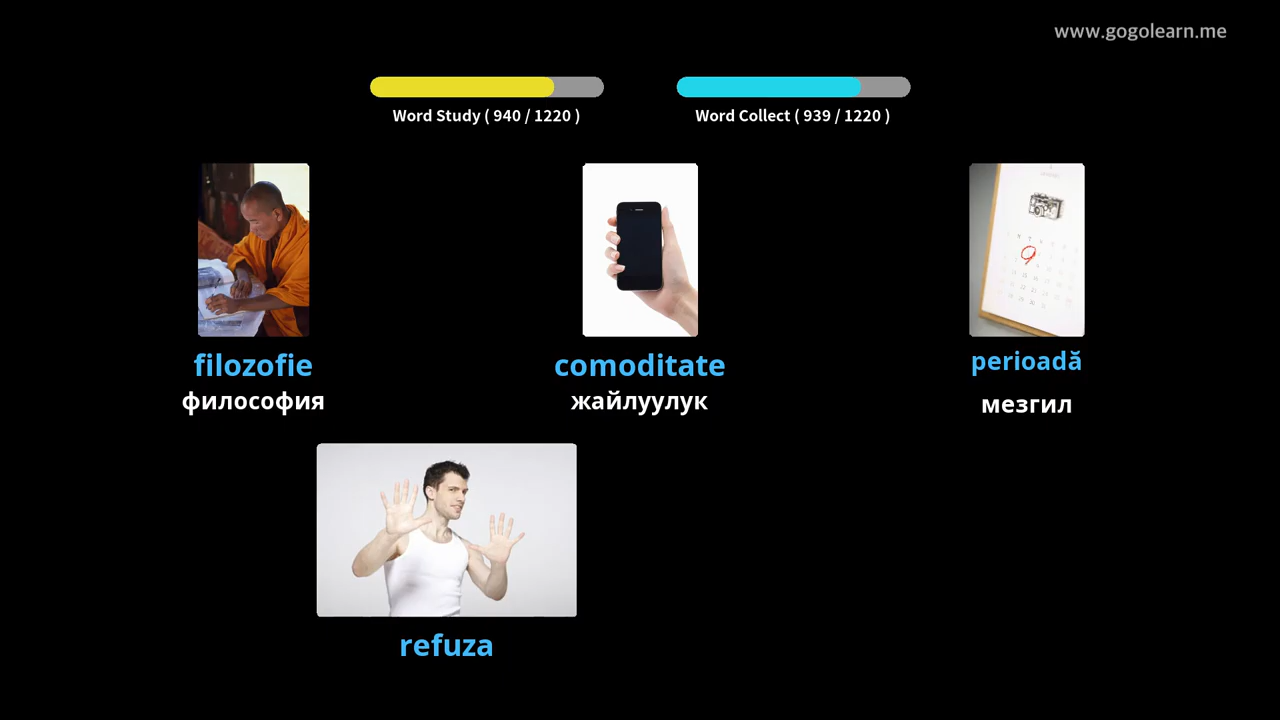 www.gogolearn.me
Word Study ( 940 / 1220 )
Word Collect ( 939 / 1220 )
filozofie
философия
comoditate
жайлуулук
perioadă
мезгил
refuza